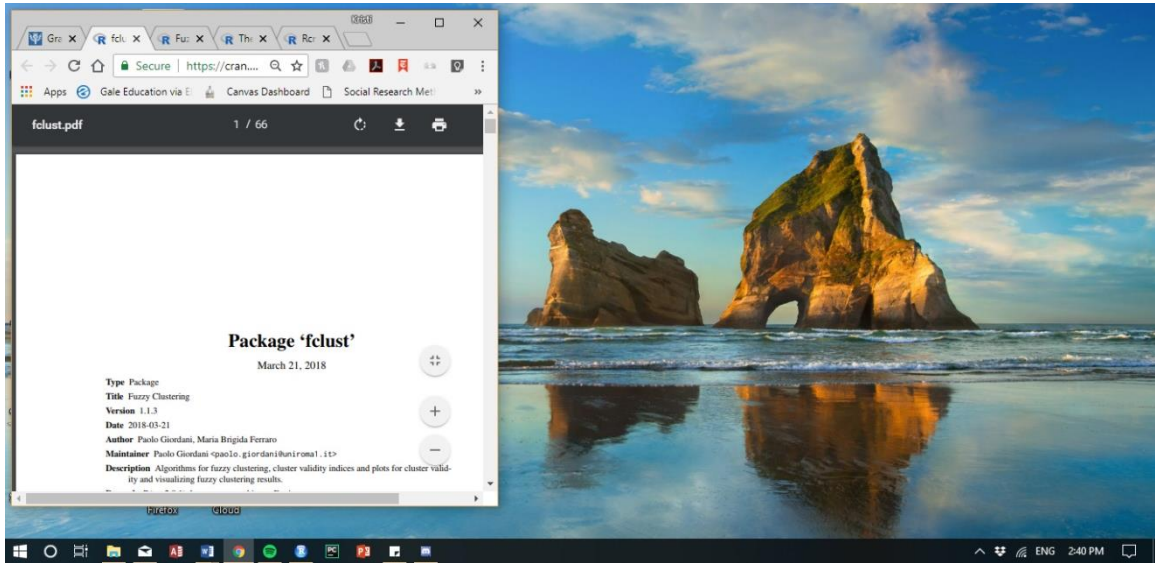 Kristi
Gra
fclu
Fu:
The
Rcr
Secure | https://cran....
Apps Gale Education via E Canvas Dashboard Social Research Met »
fclust.pdf 1 / 66
Package ‘fclust’
March 21, 2018
Type Package
Title Fuzzy Clustering
Version 1.1.3
Date 2018-03-21
Author Paolo Giordani, Maria Brigida Ferraro
Maintainer Paolo Giordani <paolo.giordani@uniroma1.it>
Description Algorithms for fuzzy clustering, cluster validity indices and plots for cluster valid-
ity and visualizing fuzzy clustering results.
Firefox Cloud
PC
ENG 2:40 PM